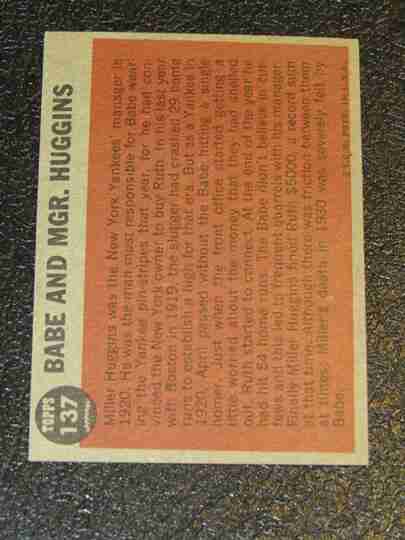 TOPPS
137
BABE AND MGR. HUGGINS
Miller Huggins was the New York Yankees' manager in
1920. He was the man most responsible for Babe wear-
ing the Yankee pin-stripes that year, for he had con-
vinced the Yankee owner to buy Ruth. In his last year
with Boston in 1919, the slugger had crashed 29 bang
ers to establish a high for that era. But as a Yankee in
1920, April passed without the Babe hitting a single
homer. Just when the front office started getting a
little worried about the money that they had shelled
out, Ruth started to connect. At the end of the year he
had hit 54 home runs. The Babe didn't believe in cur-
fews and this led to frequent quarrels with his manager.
Finally Miller Huggins fined Ruth $5000, a record sum
at that time. although there was friction between them
at times, Miller's death in 1930 was severely felt by
Babe.